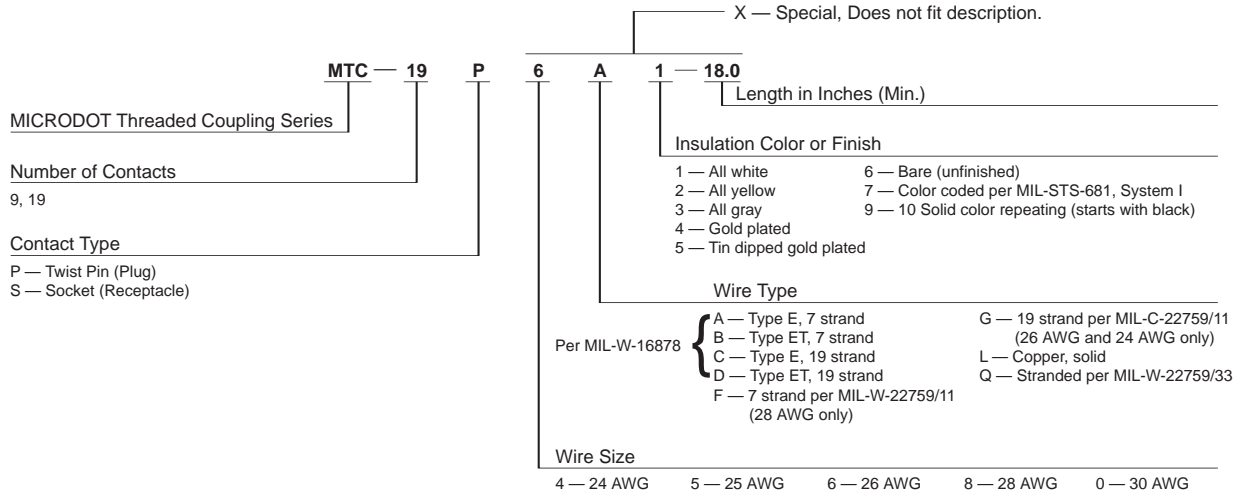 X — Special, Does not fit description.
MTC — 19 P 6 A 1 — 18.0
Length in Inches (Min.)
MICRODOT Threaded Coupling Series
Insulation Color or Finish
1 — All white
2 — All yellow
3 — All gray
4 — Gold plated
5 — Tin dipped gold plated
6 — Bare (unfinished)
7 — Color coded per MIL-STS-681, System I
9 — 10 Solid color repeating (starts with black)
Number of Contacts
9, 19
Contact Type
P — Twist Pin (Plug)
S — Socket (Receptacle)
Wire Type
Per MIL-W-16878
A — Type E, 7 strand
B — Type ET, 7 strand
C — Type E, 19 strand
D — Type ET, 19 strand
F — 7 strand per MIL-W-22759/11
(28 AWG only)
G — 19 strand per MIL-C-22759/11
(26 AWG and 24 AWG only)
L — Copper, solid
Q — Stranded per MIL-W-22759/33
Wire Size
4 — 24 AWG 5 — 25 AWG 6 — 26 AWG 8 — 28 AWG 0 — 30 AWG